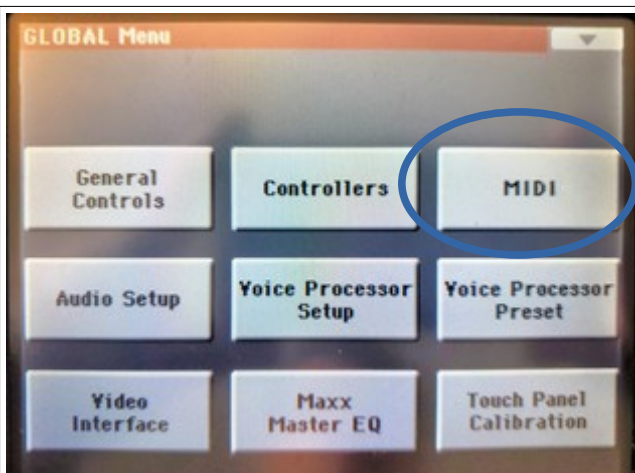 GLOBAL Menu
General
Controls
Controllers
MIDI
Audio Setup
Voice Processor
Setup
Voice Processor
Preset
Video
Interface
Maxx
Master EQ
Touch Panel
Calibration